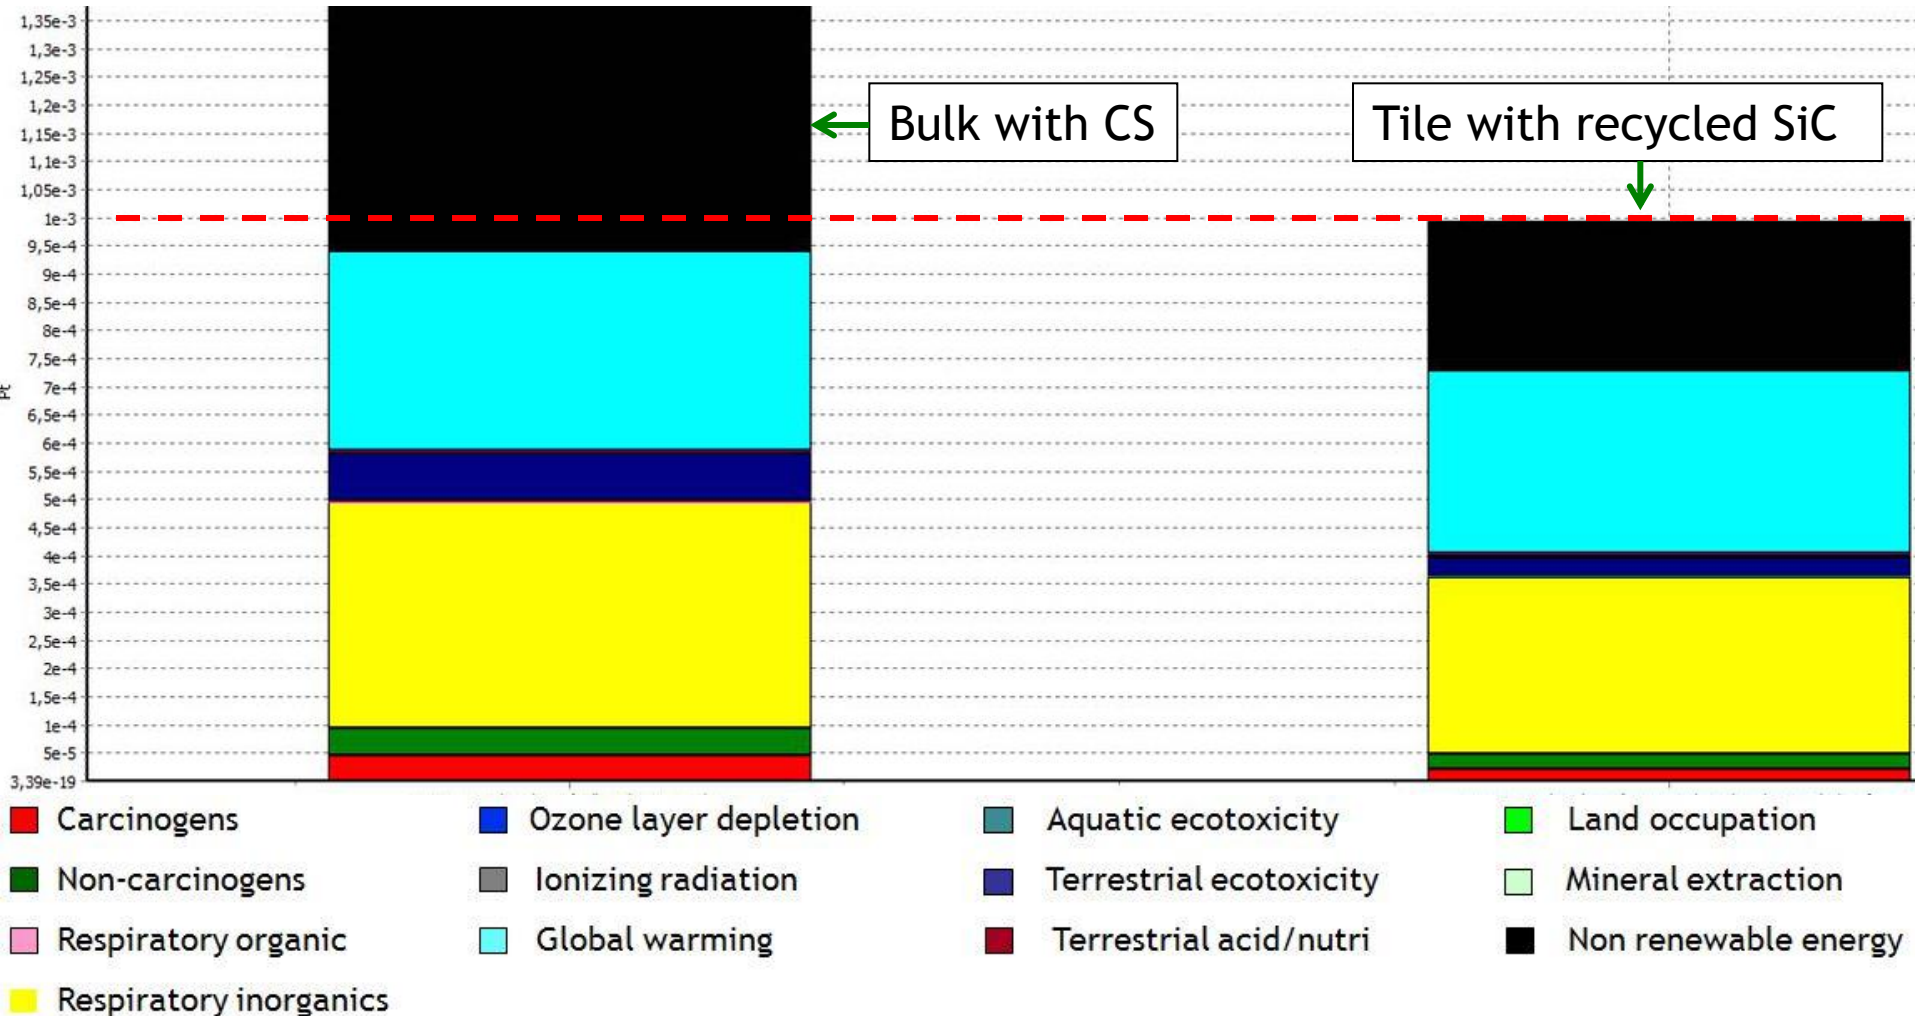 1,35e-3
1,3e-3
1,25e-3
1,2e-3
1,15e-3
1,1e-3
1,05e-3
1e-3
9,5e-4
9e-4
8,5e-4
8e-4
7,5e-4
7e-4
6,5e-4
6e-4
5,5e-4
5e-4
4,5e-4
4e-4
3,5e-4
3e-4
2,5e-4
2e-4
1,5e-4
1e-4
5e-5
3,39e-19
Pt
Bulk with CS
Tile with recycled SiC
Carcinogens
Ozone layer depletion
Aquatic ecotoxicity
Land occupation
Non-carcinogens
Ionizing radiation
Terrestrial ecotoxicity
Mineral extraction
Respiratory organic
Global warming
Terrestrial acid/nutri
Non renewable energy
Respiratory inorganics